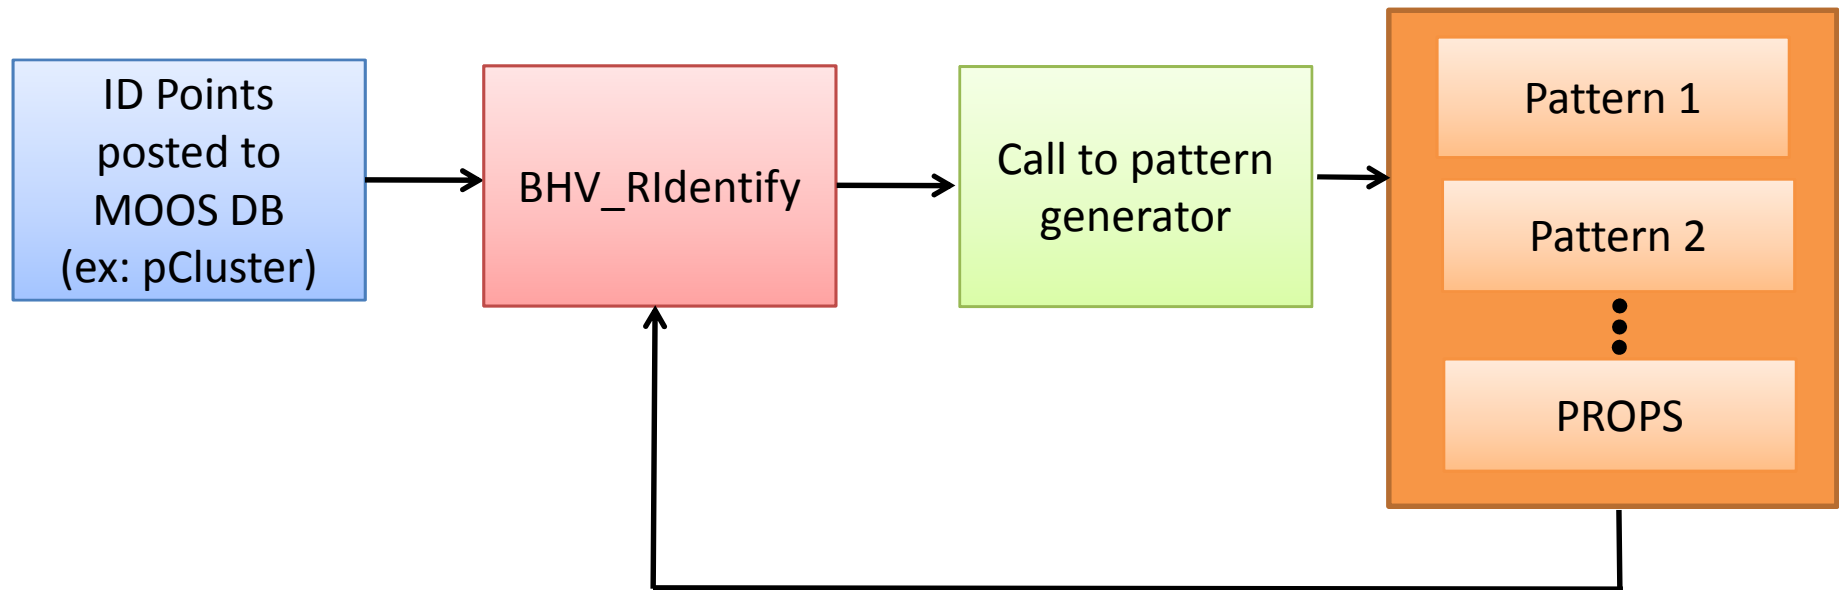 ID Points
posted to
MOOS DB
(ex: pCluster)
BHV_RIdentify
Call to pattern
generator
Pattern 1
Pattern 2
PROPS